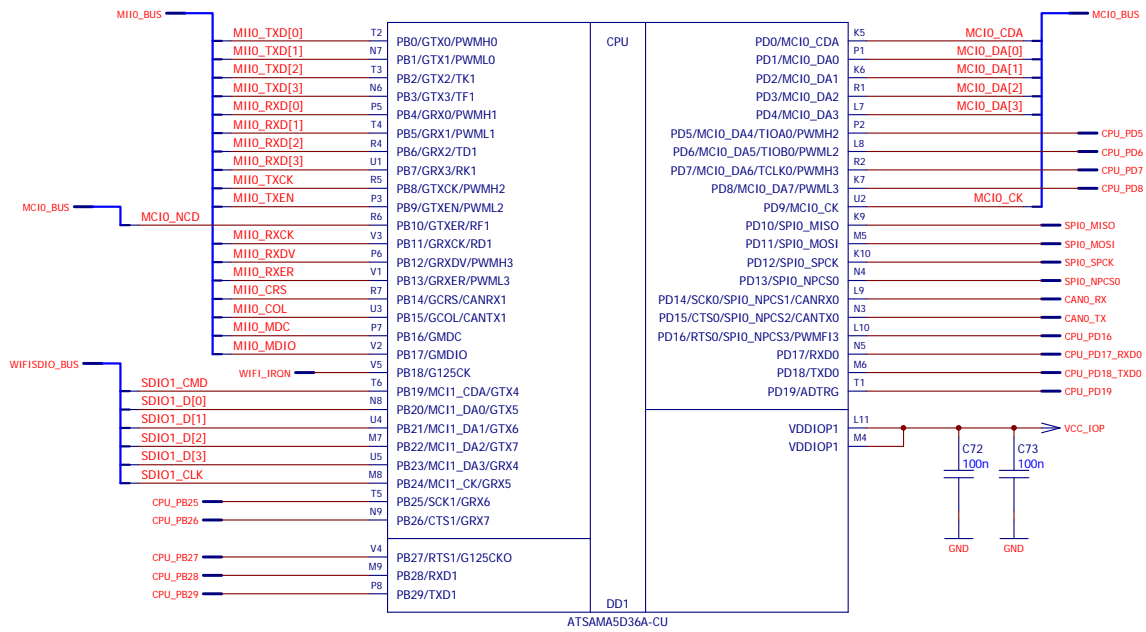 MII0_BUS
MCI0_BUS
MII0_TXD[0] T2 PB0/GTX0/PWMH0 CPU PD0/MCI0_CDA K5 MCI0_CDA
MII0_TXD[1] N7 PB1/GTX1/PWML0 PD1/MCI0_DA0 P1 MCI0_DA[0]
MII0_TXD[2] T3 PB2/GTX2/TK1 PD2/MCI0_DA1 K6 MCI0_DA[1]
MII0_TXD[3] N6 PB3/GTX3/TF1 PD3/MCI0_DA2 R1 MCI0_DA[2]
MII0_RXD[0] P5 PB4/GRX0/PWMH1 PD4/MCI0_DA3 L7 MCI0_DA[3]
MII0_RXD[1] T4 PB5/GRX1/PWML1 PD5/MCI0_DA4/TIOA0/PWMH2 P2 CPU_PD5
MII0_RXD[2] R4 PB6/GRX2/TD1 PD6/MCI0_DA5/TIOB0/PWML2 L8 CPU_PD6
MII0_RXD[3] U1 PB7/GRX3/RK1 PD7/MCI0_DA6/TCLK0/PWMH3 R2 CPU_PD7
MII0_TXCK R5 PB8/GTXCK/PWMH2 PD8/MCI0_DA7/PWML3 K7 CPU_PD8
MCI0_BUS MII0_TXEN P3 PB9/GTXEN/PWML2 PD9/MCI0_CK U2 MCI0_CK
MCI0_NCD R6 PB10/GTXER/RF1 PD10/SPI0_MISO K9 SPI0_MISO
MII0_RXCK V3 PB11/GRXCK/RD1 PD11/SPI0_MOSI M5 SPI0_MOSI
MII0_RXDV P6 PB12/GRXDV/PWMH3 PD12/SPI0_SPCK K10 SPI0_SPCK
MII0_RXER V1 PB13/GRXER/PWML3 PD13/SPI0_NPCS0 N4 SPI0_NPCS0
MII0_CRS R7 PB14/GCRS/CANRX1 PD14/SCK0/SPI0_NPCS1/CANRX0 L9 CAN0_RX
MII0_COL U3 PB15/GCOL/CANTX1 PD15/CTS0/SPI0_NPCS2/CANTX0 N3 CAN0_TX
MII0_MDC P7 PB16/GMDC PD16/RTS0/SPI0_NPCS3/PWMFI3 L10 CPU_PD16
MII0_MDIO V2 PB17/GMDIO PD17/RXD0 N5 CPU_PD17_RXD0
WIFISDIO_BUS WIFI_IRQN V5 PB18/G125CK PD18/TXD0 M6 CPU_PD18_TXD0
SDIO1_CMD T6 PB19/MCI1_CDA/GTX4 PD19/ADTRG T1 CPU_PD19
SDIO1_D[0] N8 PB20/MCI1_DA0/GTX5
SDIO1_D[1] U4 PB21/MCI1_DA1/GTX6 VDDIOP1 L11 VCC_IOP
SDIO1_D[2] M7 PB22/MCI1_DA2/GTX7 VDDIOP1 M4 C72 C73
SDIO1_D[3] U5 PB23/MCI1_DA3/GRX4 100n 100n
SDIO1_CLK M8 PB24/MCI1_CK/GRX5
CPU_PB25 T5 PB25/SCK1/GRX6
CPU_PB26 N9 PB26/CTS1/GRX7
GND GND
CPU_PB27 V4 PB27/RTS1/G125CKO
CPU_PB28 M9 PB28/RXD1
CPU_PB29 P8 PB29/TXD1
DD1
ATSAMA5D36A-CU